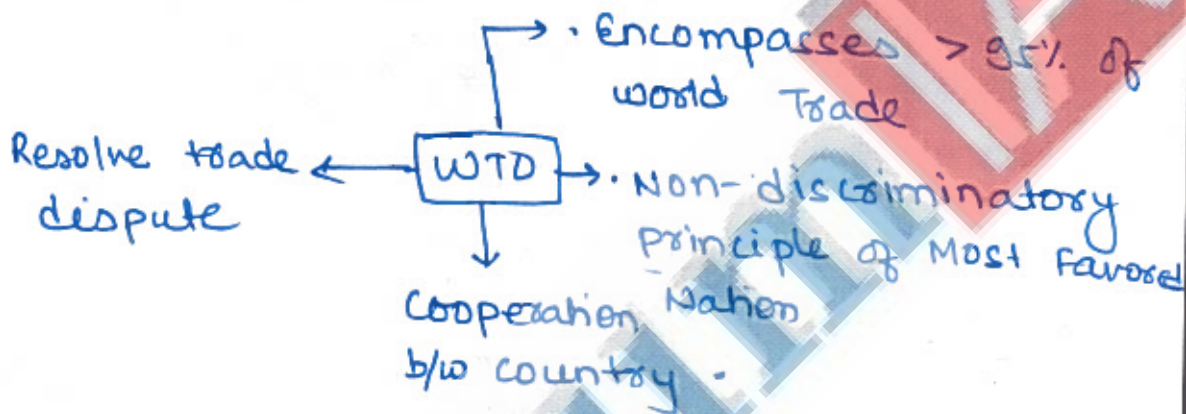 · Encompasses > 95% of
world Trade
Resolve trade
dispute
WTO
· Non-discriminatory
principle of Most Favored
Nation
Cooperation
b/w country.